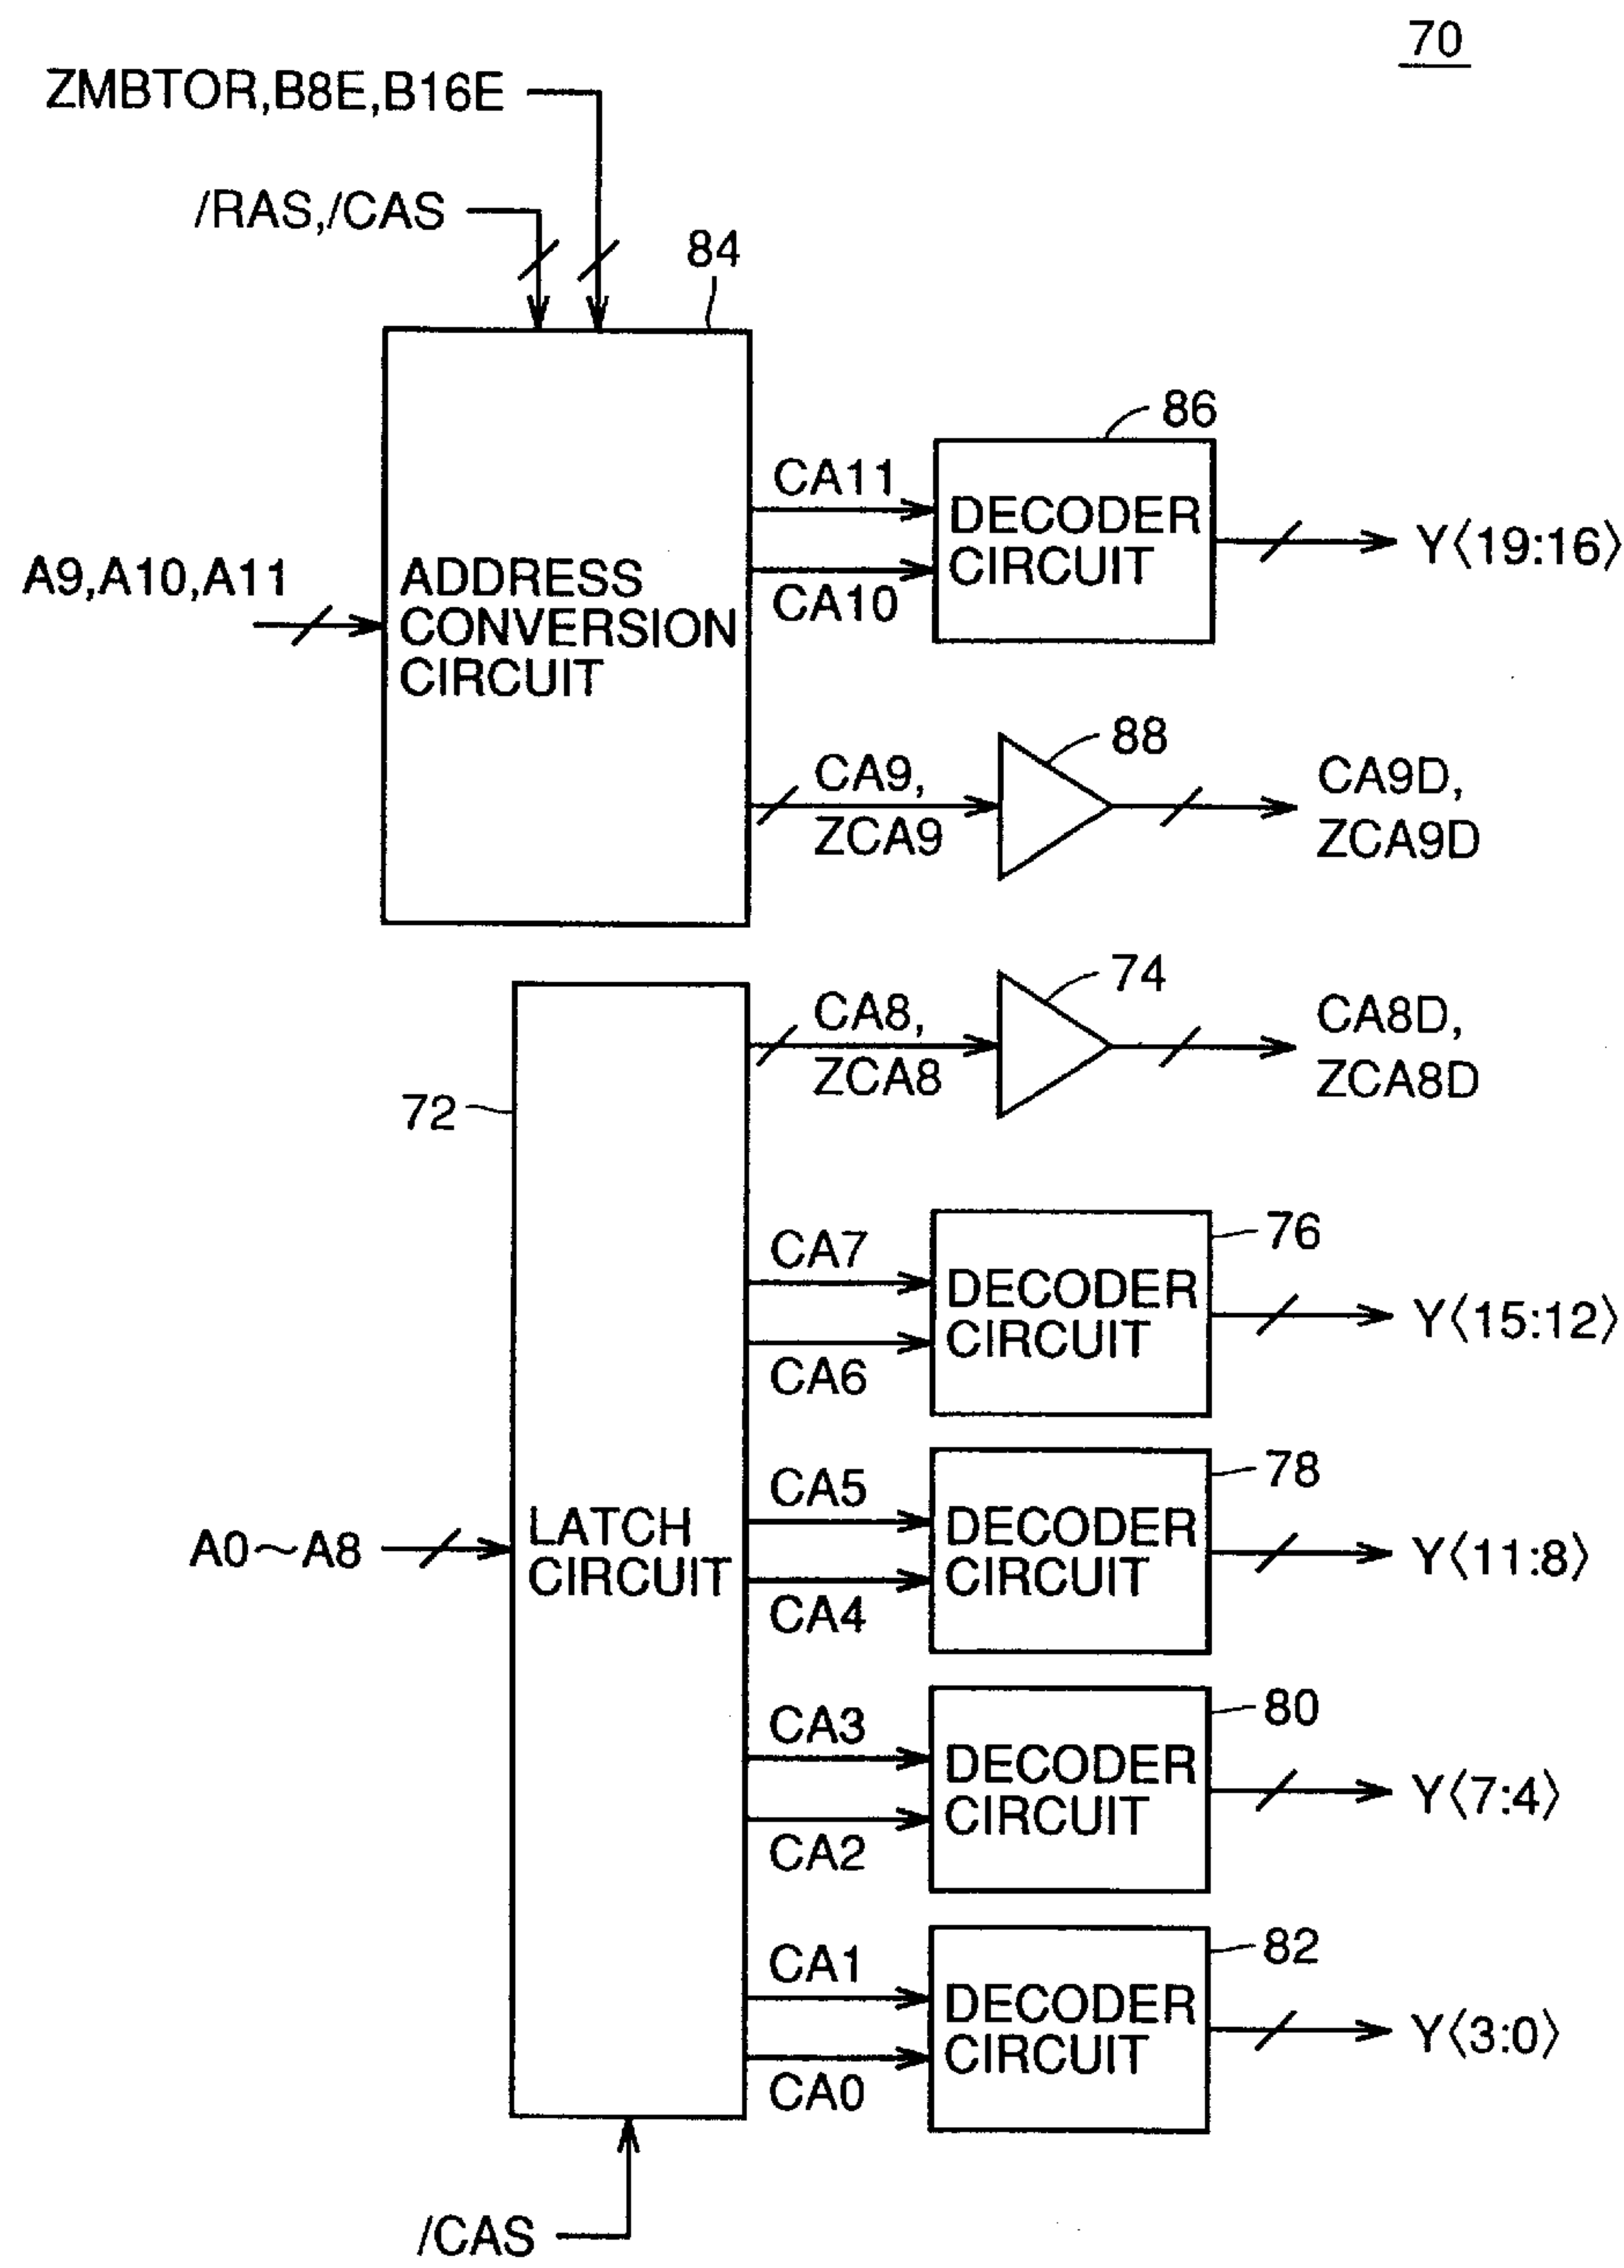 70
ZMBTOR,B8E,B16E
/RAS,/CAS
84
86
CA11
DECODER
CIRCUIT
Y⟨19:16⟩
CA10
A9,A10,A11
ADDRESS
CONVERSION
CIRCUIT
88
CA9,
ZCA9
CA9D,
ZCA9D
74
CA8,
ZCA8
CA8D,
ZCA8D
72
76
CA7
DECODER
CIRCUIT
Y⟨15:12⟩
CA6
78
CA5
DECODER
CIRCUIT
Y⟨11:8⟩
CA4
A0~A8
LATCH
CIRCUIT
80
CA3
DECODER
CIRCUIT
Y⟨7:4⟩
CA2
82
CA1
DECODER
CIRCUIT
Y⟨3:0⟩
CA0
/CAS